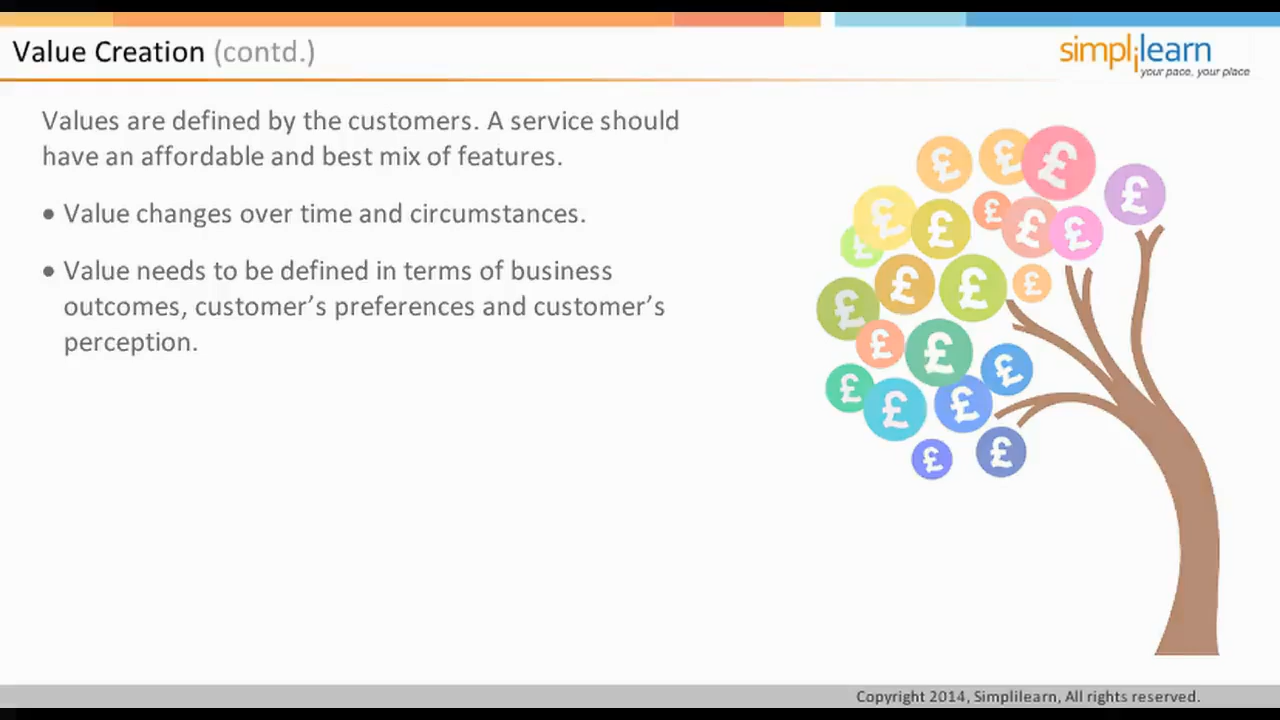 Value Creation (contd.)
simplilearn
your pace, your place
Values are defined by the customers. A service should
have an affordable and best mix of features.
• Value changes over time and circumstances.
• Value needs to be defined in terms of business
outcomes, customer’s preferences and customer’s
perception.
£ £ £ £
£ £ £ £ £ £
£ £ £ £
£ £ £
£ £ £
£ £
Copyright 2014, Simplilearn, All rights reserved.